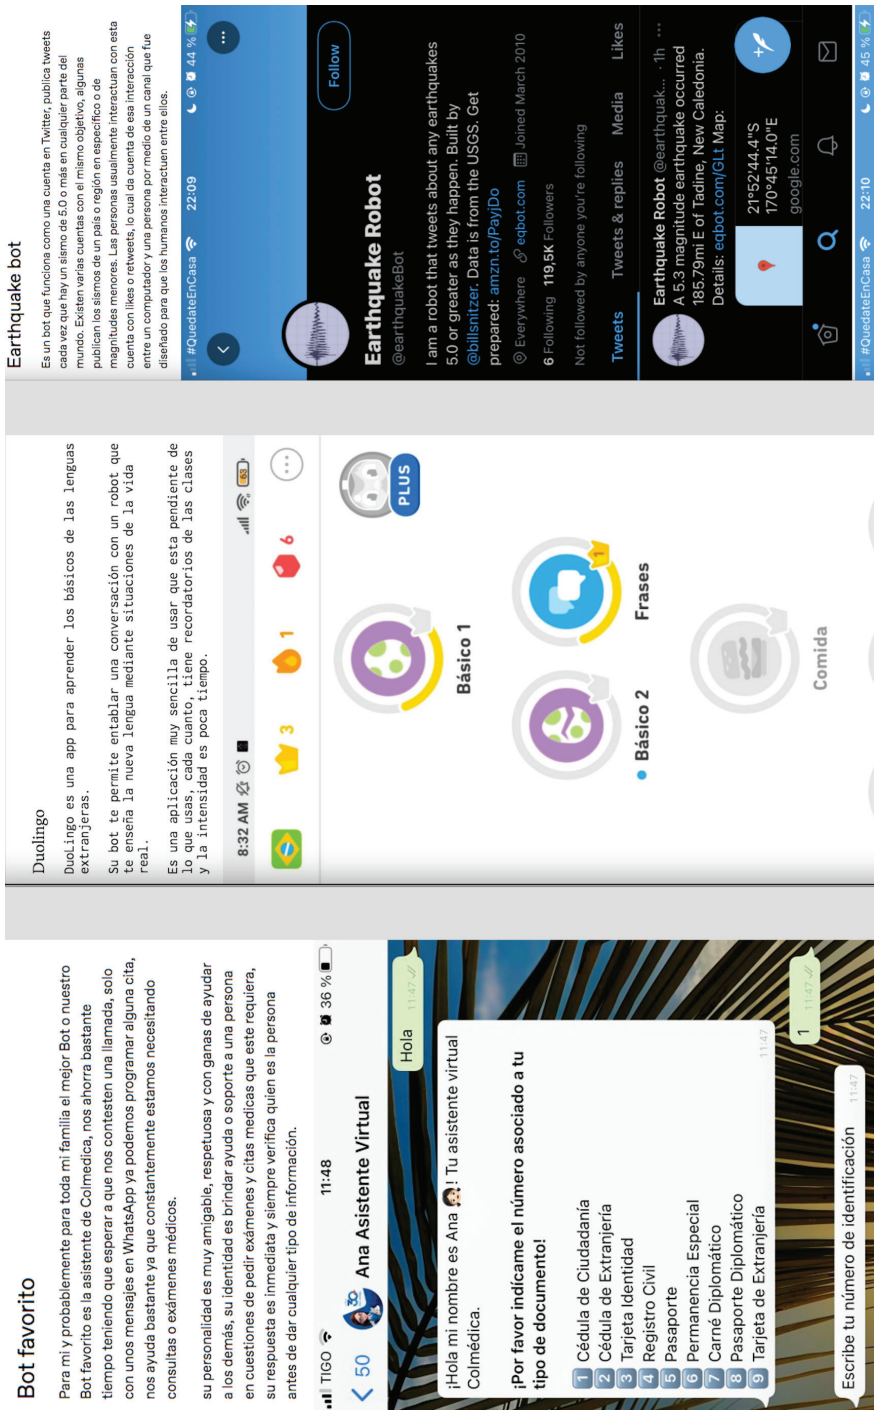 Bot favorito
Para mi y probablemente para toda mi familia el mejor Bot o nuestro
Bot favorito es la asistente de Colmedica, nos ahorra bastante
tiempo teniendo que esperar a que nos contesten una llamada, solo
con unos mensajes en WhatsApp ya podemos programar alguna cita,
nos ayuda bastante ya que constantemente estamos necesitando
consultas o exámenes médicos.
su personalidad es muy amigable, respetuosa y con ganas de ayudar
a los demás, su identidad es brindar ayuda o soporte a una persona
en cuestiones de pedir exámenes y citas medicas que este requiera,
su respuesta es inmediata y siempre verifica quien es la persona
antes de dar cualquier tipo de información.
TIGO 11:48 36 %
50 Ana Asistente Virtual
Hola 11:47
¡Hola mi nombre es Ana ! Tu asistente virtual
Colmédica.
¡Por favor indícame el número asociado a tu
tipo de documento!
1 Cédula de Ciudadanía
2 Cédula de Extranjería
3 Tarjeta Identidad
4 Registro Civil
5 Pasaporte
6 Permanencia Especial
7 Carné Diplomático
8 Pasaporte Diplomático
9 Tarjeta de Extranjería
11:47
1 11:47
Escribe tu número de identificación 11:47
Duolingo
DuoLingo es una app para aprender los básicos de las lenguas
extranjeras.
Su bot te permite entablar una conversación con un robot que
te enseña la nueva lengua mediante situaciones de la vida
real.
Es una aplicación muy sencilla de usar que esta pendiente de
lo que usas, cada cuanto, tiene recordatorios de las clases
y la intensidad es poca tiempo.
8:32 AM 63
3 1 6
PLUS
Básico 1
1
Básico 2 Frases
Comida
Earthquake bot
Es un bot que funciona como una cuenta en Twitter, publica tweets
cada vez que hay un sismo de 5.0 o más en cualquier parte del
mundo. Existen varias cuentas con el mismo objetivo, algunas
publican los sismos de un país o región en específico o de
magnitudes menores. Las personas usualmente interactuan con esta
cuenta con likes o retweets, lo cual da cuenta de esa interacción
entre un computador y una persona por medio de un canal que fue
diseñado para que los humanos interactuen entre ellos.
#QuedateEnCasa 22:09 44 %
Follow
Earthquake Robot
@earthquakeBot
I am a robot that tweets about any earthquakes
5.0 or greater as they happen. Built by
@billsnitzer. Data is from the USGS. Get
prepared: amzn.to/PayjDo
Everywhere eqbot.com Joined March 2010
6 Following 119,5K Followers
Not followed by anyone you're following
Tweets Tweets & replies Media Likes
Earthquake Robot @earthquak... · 1h
A 5.3 magnitude earthquake occurred
185.79mi E of Tadine, New Caledonia.
Details: eqbot.com/GLt Map:
21°52'44.4"S
170°45'14.0"E
google.com
#QuedateEnCasa 22:10 45 %